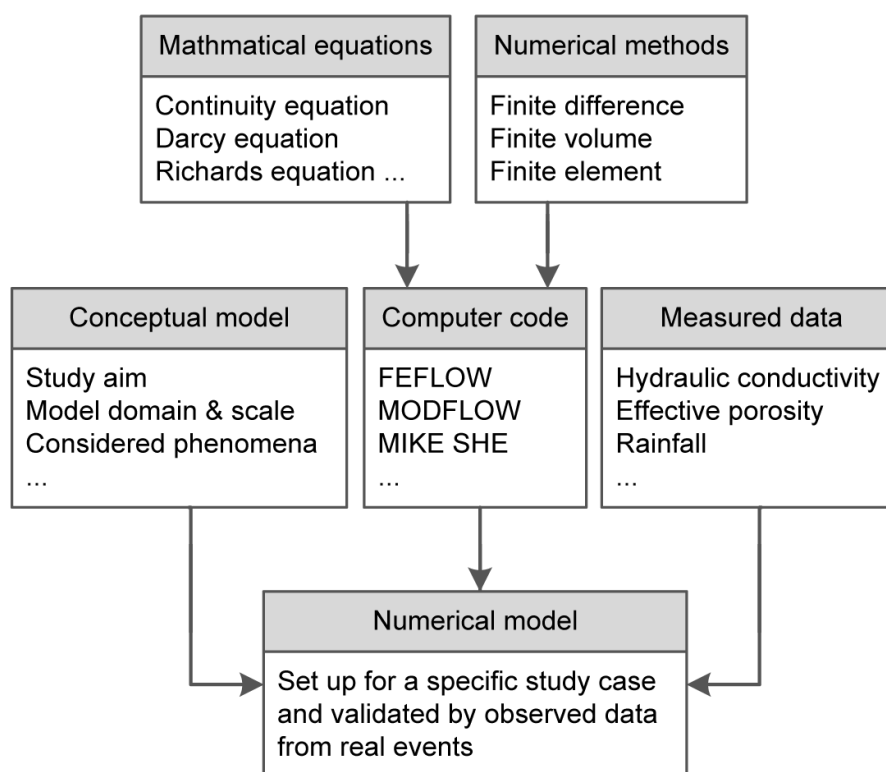 Mathmatical equations
Continuity equation
Darcy equation
Richards equation ...
Numerical methods
Finite difference
Finite volume
Finite element
Conceptual model
Study aim
Model domain & scale
Considered phenomena
...
Computer code
FEFLOW
MODFLOW
MIKE SHE
...
Measured data
Hydraulic conductivity
Effective porosity
Rainfall
...
Numerical model
Set up for a specific study case
and validated by observed data
from real events